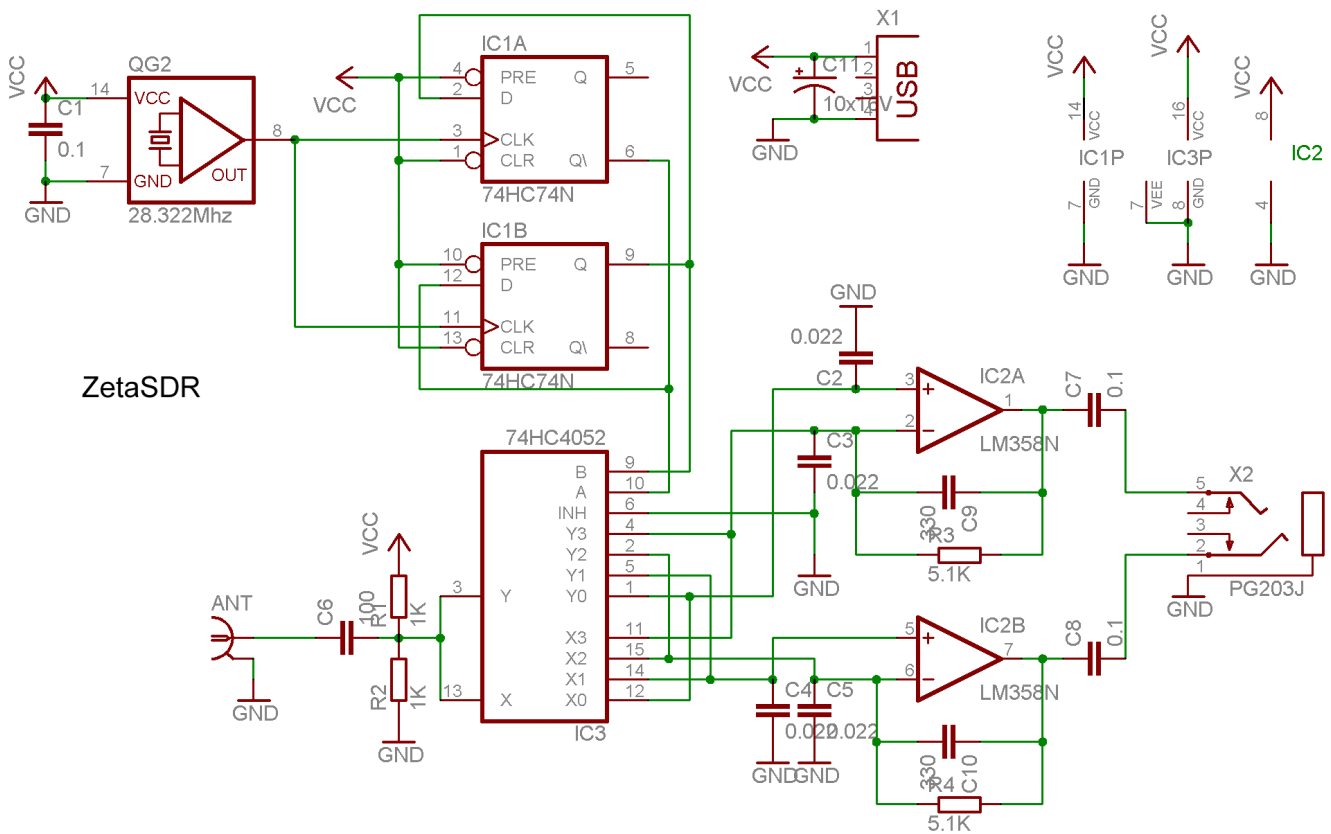 QG2
VCC
C1
0.1
GND
14
7
8
VCC
GND
OUT
28.322Mhz
IC1A
VCC
4
2
3
1
PRE
D
CLK
CLR
Q
Q\
5
6
74HC74N
IC1B
10
12
11
13
PRE
D
CLK
CLR
Q
Q\
9
8
74HC74N
X1
VCC
C11
+
10x16V
GND
1
2
3
4
USB
VCC
14
VCC
IC1P
7
GND
GND
VCC
16
VCC
IC3P
7
VEE
8
GND
GND
VCC
8
IC2
4
GND
ZetaSDR
74HC4052
B
A
INH
Y3
Y2
Y1
Y0
X3
X2
X1
X0
9
10
6
4
2
5
1
11
15
14
12
3
Y
13
X
IC3
ANT
GND
C6
100
VCC
R1
1K
R2
1K
GND
GND
0.022
C2
C3
0.022
GND
IC2A
3
+
2
−
1
LM358N
330
C9
R3
5.1K
C7
0.1
IC2B
5
+
6
−
7
LM358N
C4
0.022
GND
C5
0.022
GND
330
C10
R4
5.1K
C8
0.1
X2
5
4
3
2
1
GND
PG203J